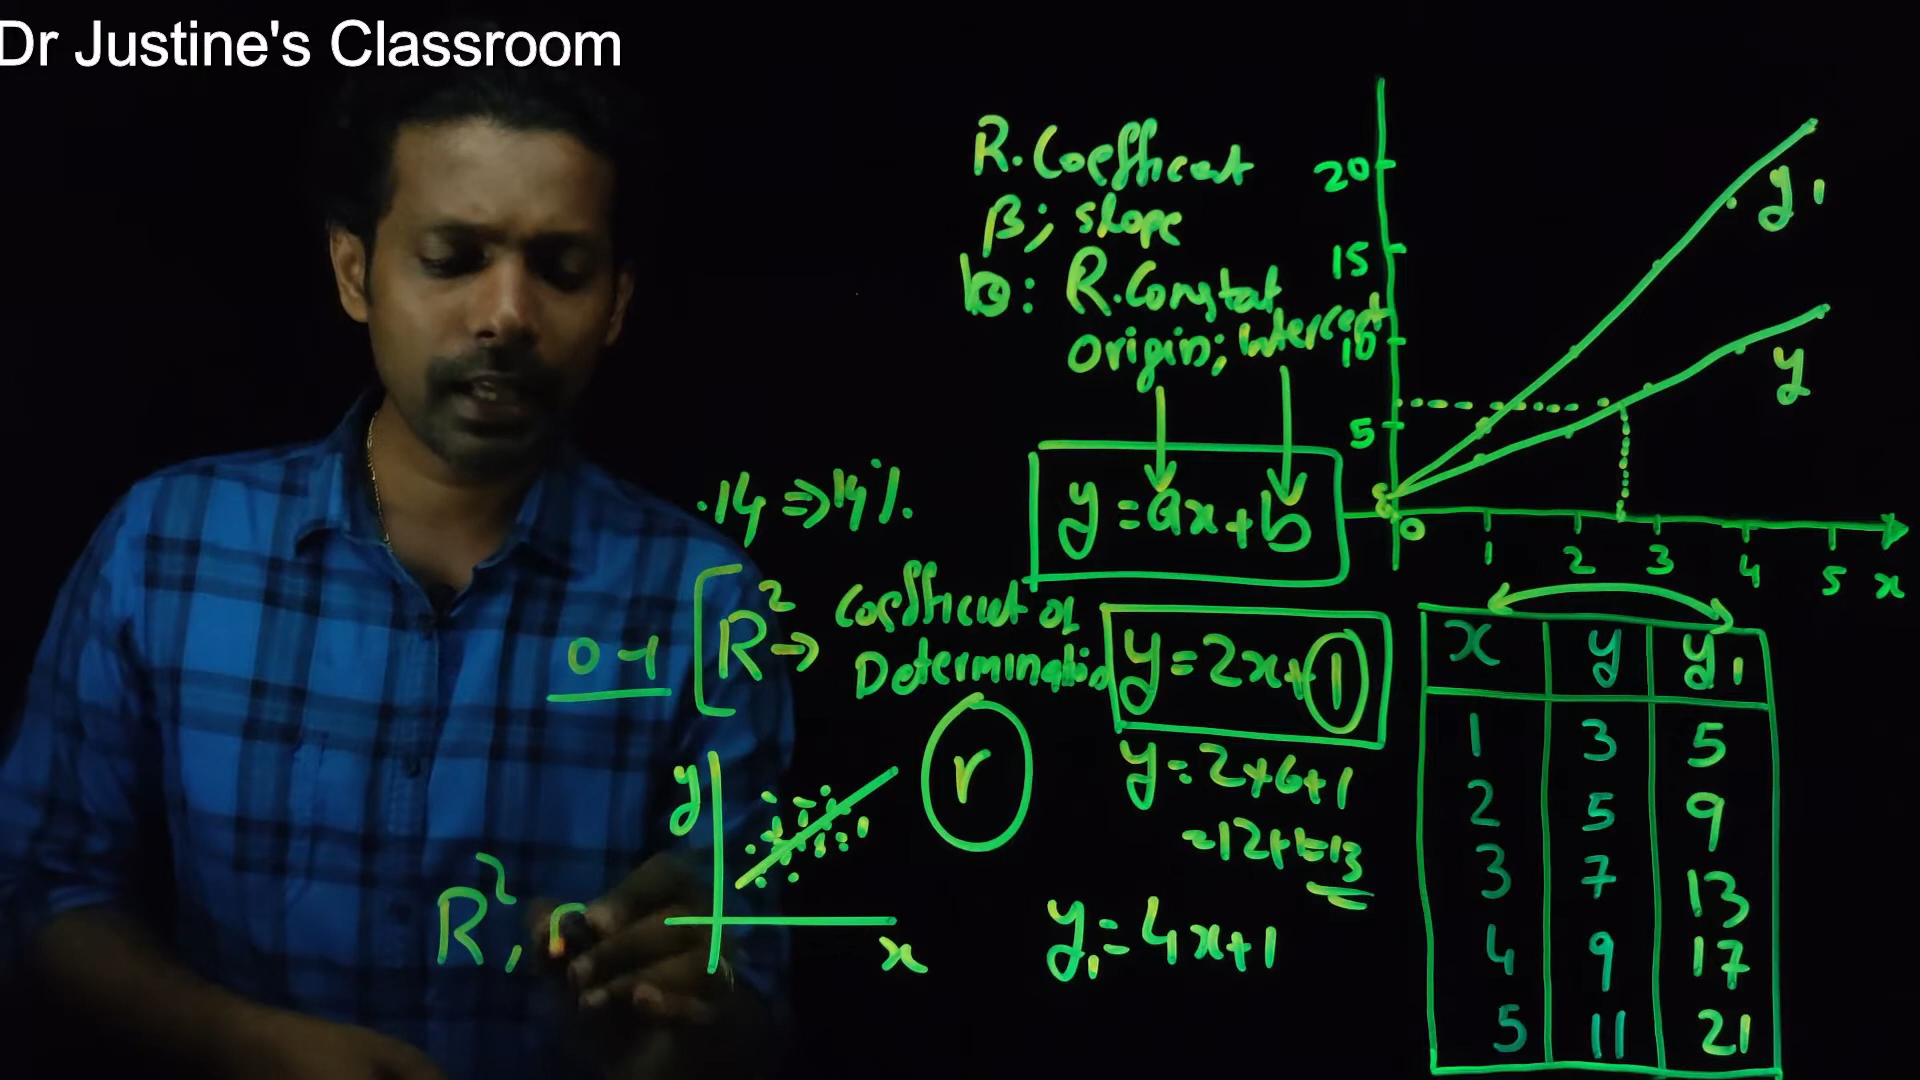 Dr Justine's Classroom
R. Coefficent
β; slope
b: R. Constat
Origin; Intercept
y = ax + b
.14 ⇒ 14%.
0-1
R² → Coefficient of
Determination
r
y
x
R², r
y = 2x + 1
y = 2×6+1
=12+1=13
y₁ = 4x+1
20
15
10
5
0
1 2 3 4 5 x
y₁
y
x y y₁
1 3 5
2 5 9
3 7 13
4 9 17
5 11 21